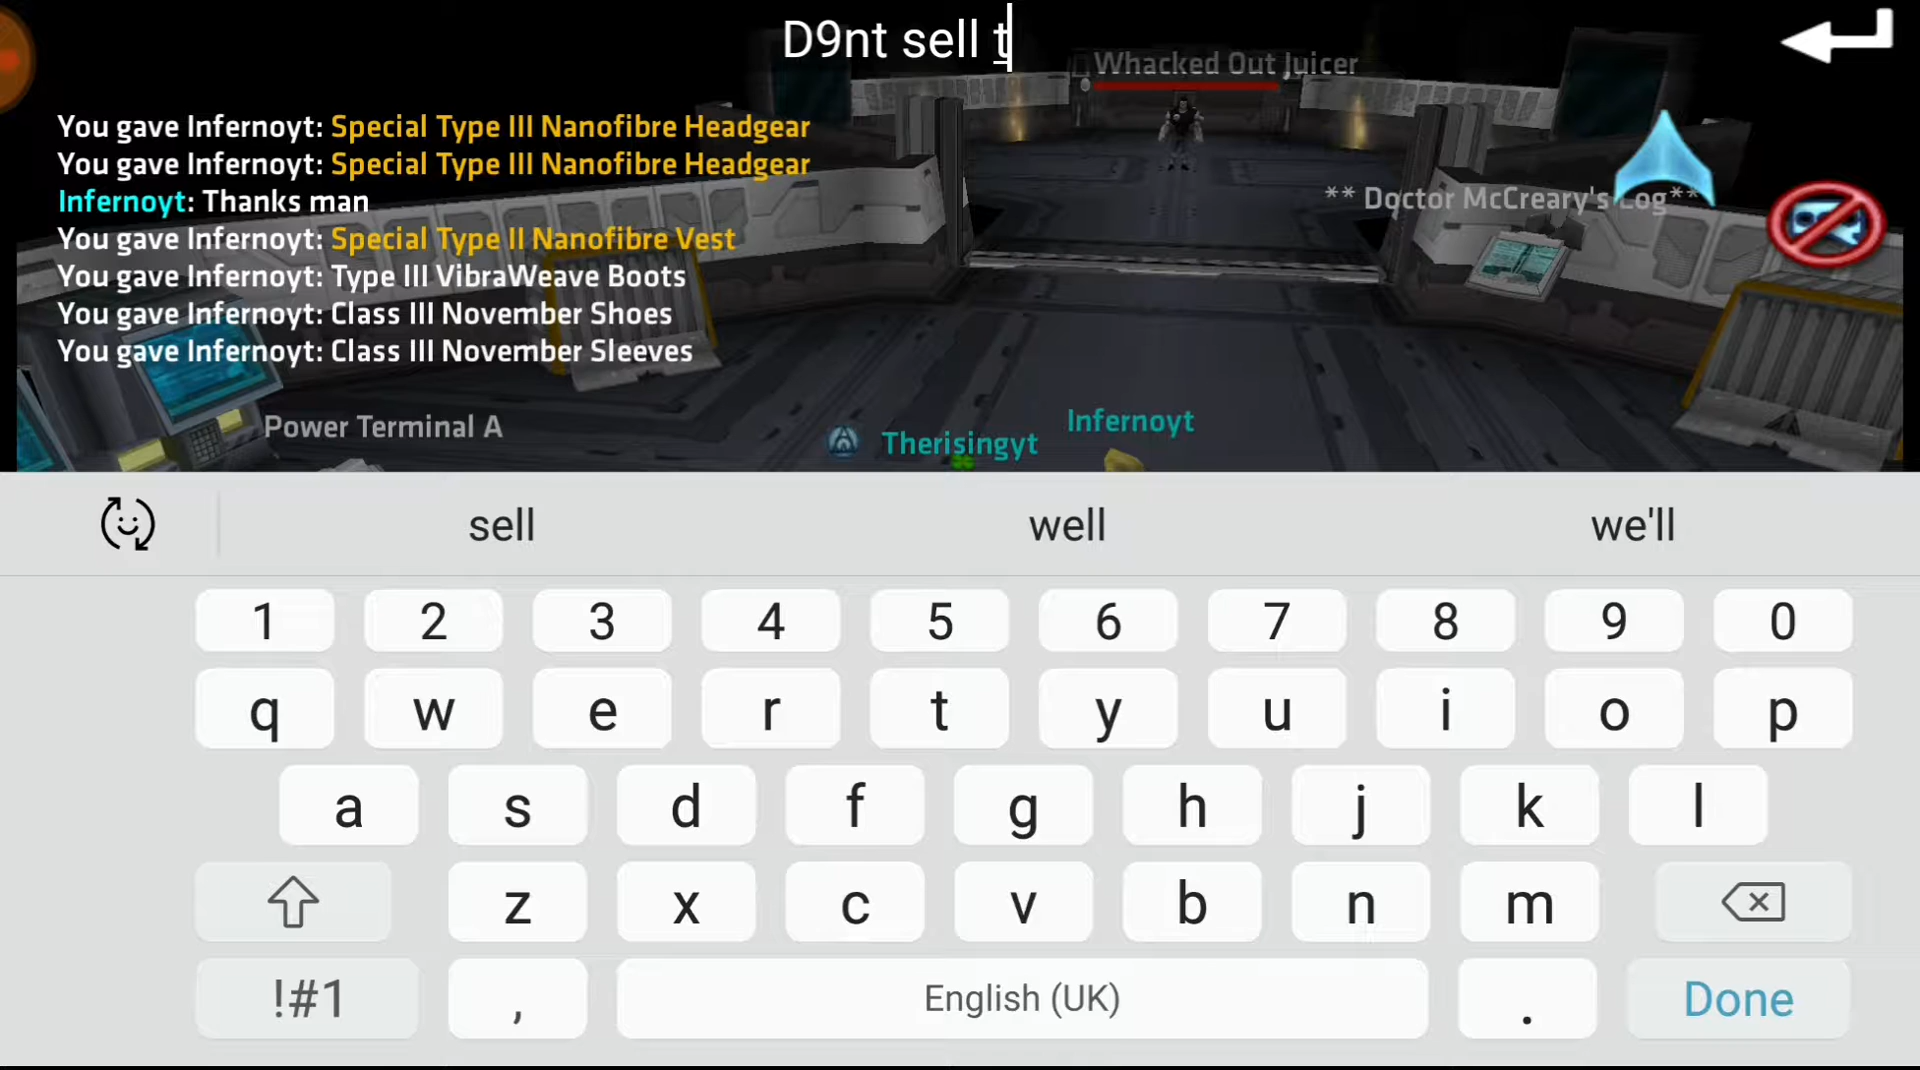 D9nt sell t
Whacked Out Juicer
You gave Infernoyt: Special Type III Nanofibre Headgear
You gave Infernoyt: Special Type III Nanofibre Headgear
Infernoyt: Thanks man
** Doctor McCreary's Log**
You gave Infernoyt: Special Type II Nanofibre Vest
You gave Infernoyt: Type III VibraWeave Boots
You gave Infernoyt: Class III November Shoes
You gave Infernoyt: Class III November Sleeves
Power Terminal A
Therisingyt
Infernoyt
sell well we'll
1 2 3 4 5 6 7 8 9 0
q w e r t y u i o p
a s d f g h j k l
z x c v b n m
!#1 , English (UK) . Done